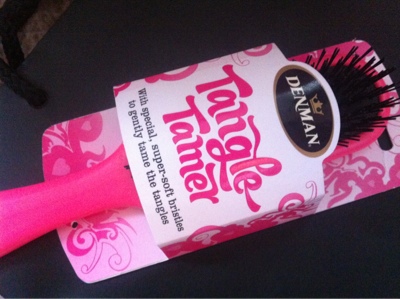 DENMAN
Tangle
Tamer
With special, super-soft bristles
to gently tame the tangles